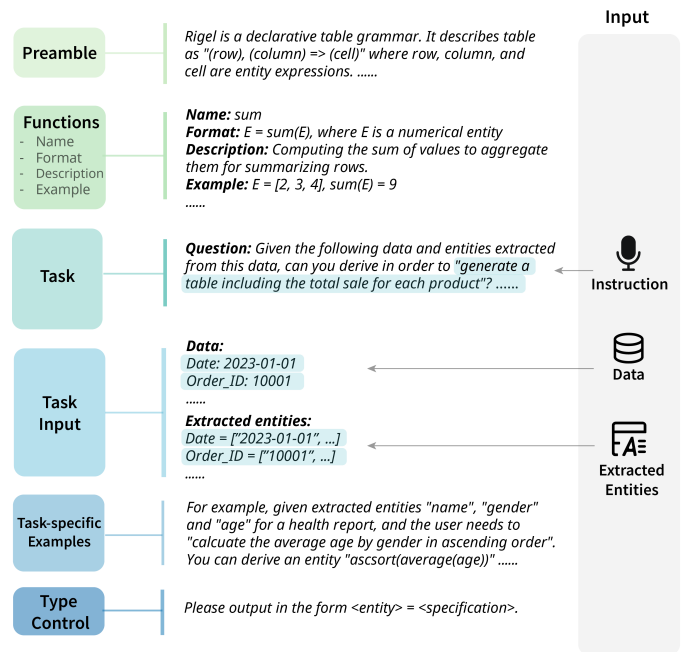 Input
Preamble
Rigel is a declarative table grammar. It describes table
as "(row), (column) => (cell)" where row, column, and
cell are entity expressions. ......
Functions
- Name
- Format
- Description
- Example
Name: sum
Format: E = sum(E), where E is a numerical entity
Description: Computing the sum of values to aggregate
them for summarizing rows.
Example: E = [2, 3, 4], sum(E) = 9
......
Task
Question: Given the following data and entities extracted
from this data, can you derive in order to "generate a
table including the total sale for each product"? ......
Instruction
Task
Input
Data:
Date: 2023-01-01
Order_ID: 10001
......
Extracted entities:
Date = ["2023-01-01", ...]
Order_ID = ["10001", ...]
......
Data
A
Extracted
Entities
Task-specific
Examples
For example, given extracted entities "name", "gender"
and "age" for a health report, and the user needs to
"calcuate the average age by gender in ascending order".
You can derive an entity "ascsort(average(age))" ......
Type
Control
Please output in the form <entity> = <specification>.